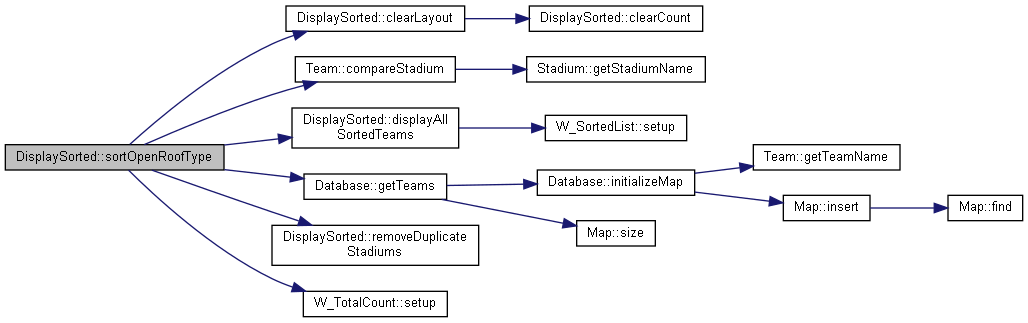 DisplaySorted::clearLayout
DisplaySorted::clearCount
Team::compareStadium
Stadium::getStadiumName
DisplaySorted::displayAll
SortedTeams
W_SortedList::setup
DisplaySorted::sortOpenRoofType
Team::getTeamName
Database::getTeams
Database::initializeMap
Map::insert
Map::find
Map::size
DisplaySorted::removeDuplicate
Stadiums
W_TotalCount::setup